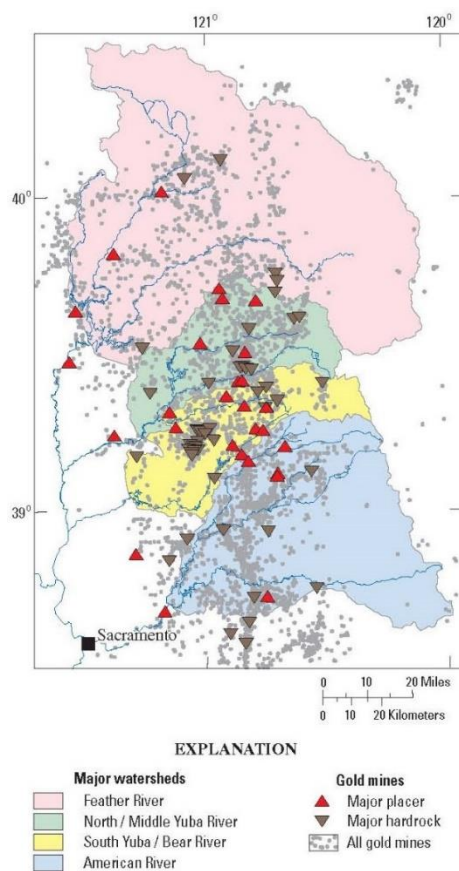 121°
120°
40°
39°
Sacramento
0 10 20 Miles
0 10 20 Kilometers
EXPLANATION
Major watersheds
Feather River
North / Middle Yuba River
South Yuba / Bear River
American River
Gold mines
Major placer
Major hardrock
All gold mines